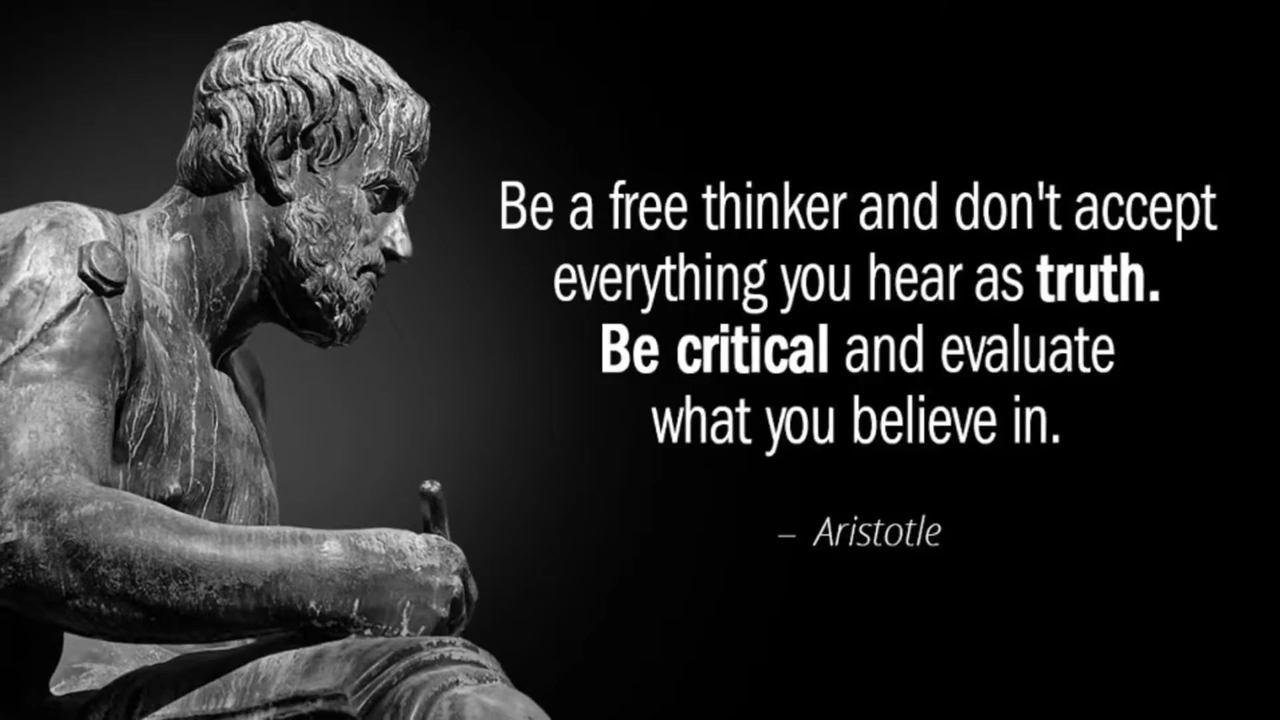 Be a free thinker and don't accept
everything you hear as truth.
Be critical and evaluate
what you believe in.
– Aristotle